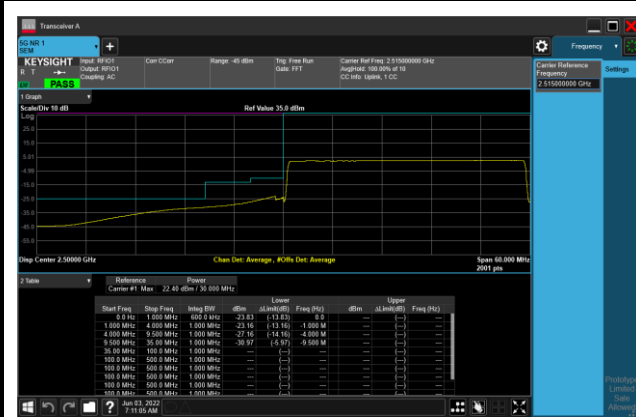 Transceiver A
5G NR 1
SEM
Frequency
KEYSIGHT
R T
PASS
Input: RFIO1
Output: RFIO1
Coupling: AC
Corr CCorr
Range: -45 dBm
Trig: Free Run
Gate: FFT
Carrier Ref Freq: 2.515000000 GHz
Avg|Hold: 100.00% of 10
CC Info: Uplink, 1 CC
Carrier Reference
Frequency
2.515000000 GHz
Settings
1 Graph
Scale/Div 10 dB
Ref Value 35.0 dBm
Log
25.0
15.0
5.01
-4.99
-15.0
-25.0
-35.0
-45.0
-55.0
Disp Center 2.50000 GHz
Chan Det: Average, #Offs Det: Average
Span 60.000 MHz
2001 pts
2 Table
Reference Power
Carrier #1 Max 22.40 dBm / 30.000 MHz
Lower Upper
Start Freq Stop Freq Integ BW dBm ΔLimit(dB) Freq (Hz) dBm ΔLimit(dB) Freq (Hz)
0.0 Hz 1.000 MHz 600.0 kHz -23.83 (-13.83) 0.0 --- (---) ---
1.000 MHz 4.000 MHz 1.000 MHz -23.16 (-13.16) -1.000 M --- (---) ---
4.000 MHz 9.500 MHz 1.000 MHz -27.16 (-14.16) -4.000 M --- (---) ---
9.500 MHz 35.00 MHz 1.000 MHz -30.97 (-5.97) -9.500 M --- (---) ---
35.00 MHz 100.0 MHz 1.000 MHz --- (---) --- --- (---) ---
100.0 MHz 500.0 MHz 1.000 MHz --- (---) --- --- (---) ---
100.0 MHz 500.0 MHz 1.000 MHz --- (---) --- --- (---) ---
100.0 MHz 500.0 MHz 1.000 MHz --- (---) --- --- (---) ---
100.0 MHz 500.0 MHz 1.000 MHz --- (---) --- --- (---) ---
Jun 03, 2022
7:11:05 AM
Prototype
Limited
Sale
Allowed